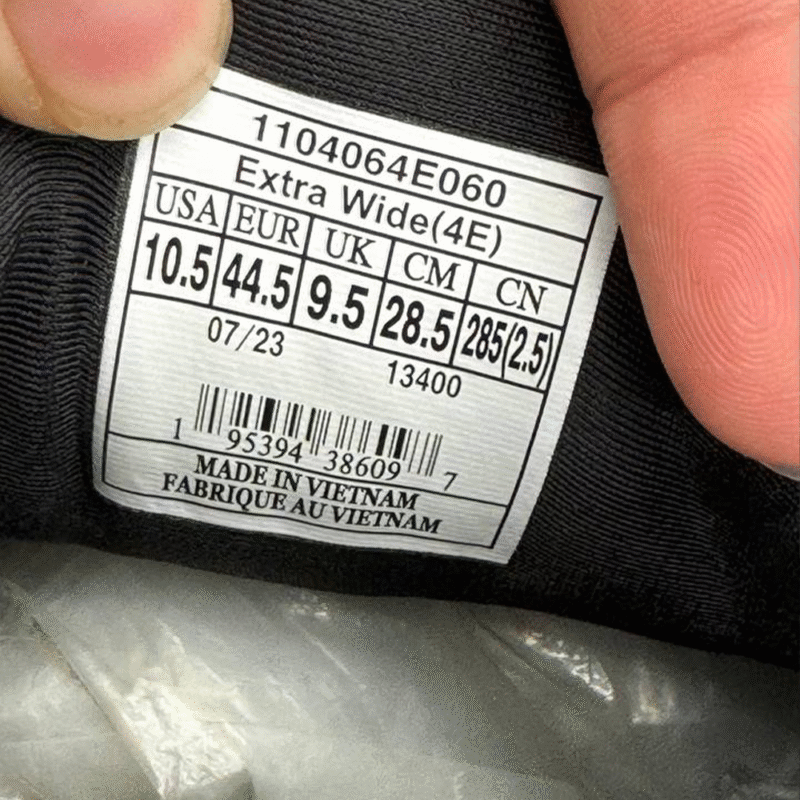 1104064E060
Extra Wide(4E)
USA EUR UK CM CN
10.5 44.5 9.5 28.5 285(2.5)
07/23
13400
1 95394 38609 7
MADE IN VIETNAM
FABRIQUE AU VIETNAM